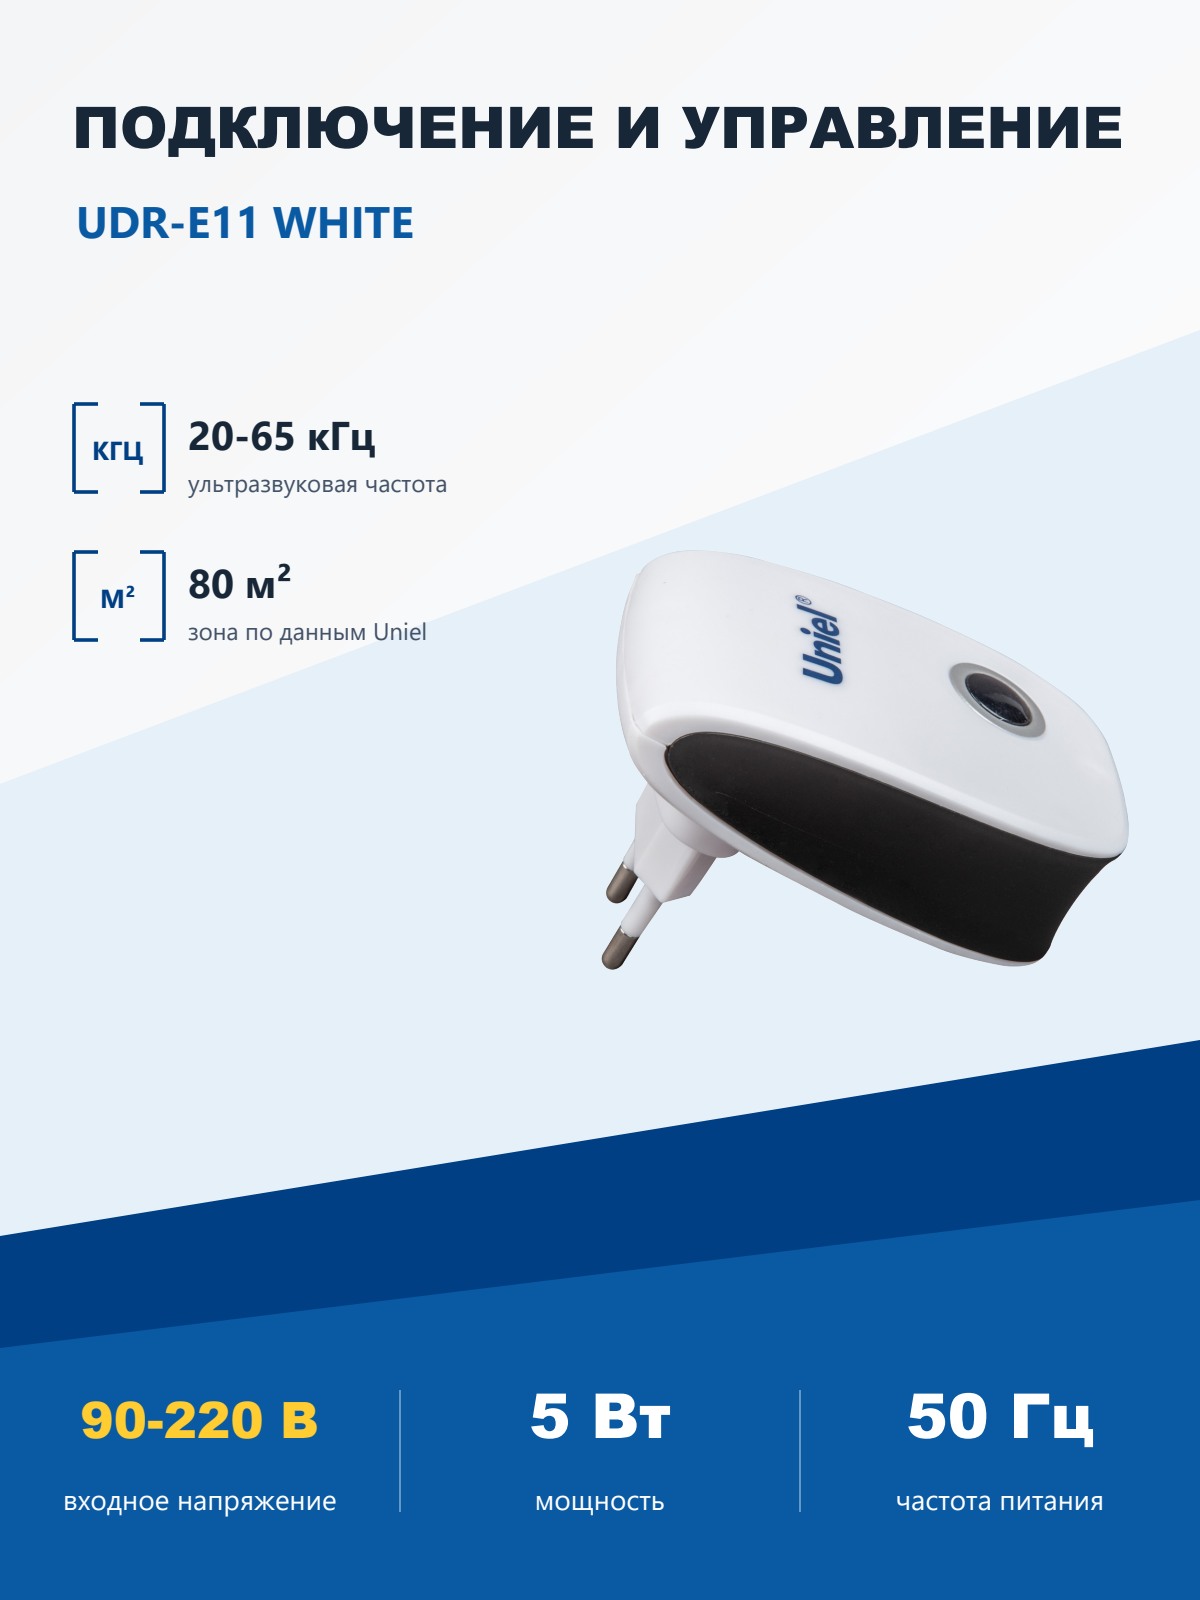 ПОДКЛЮЧЕНИЕ И УПРАВЛЕНИЕ
UDR-E11 WHITE
КГЦ
20-65 кГц
ультразвуковая частота
М²
80 м²
зона по данным Uniel
Uniel®
90-220 В
входное напряжение
5 Вт
мощность
50 Гц
частота питания